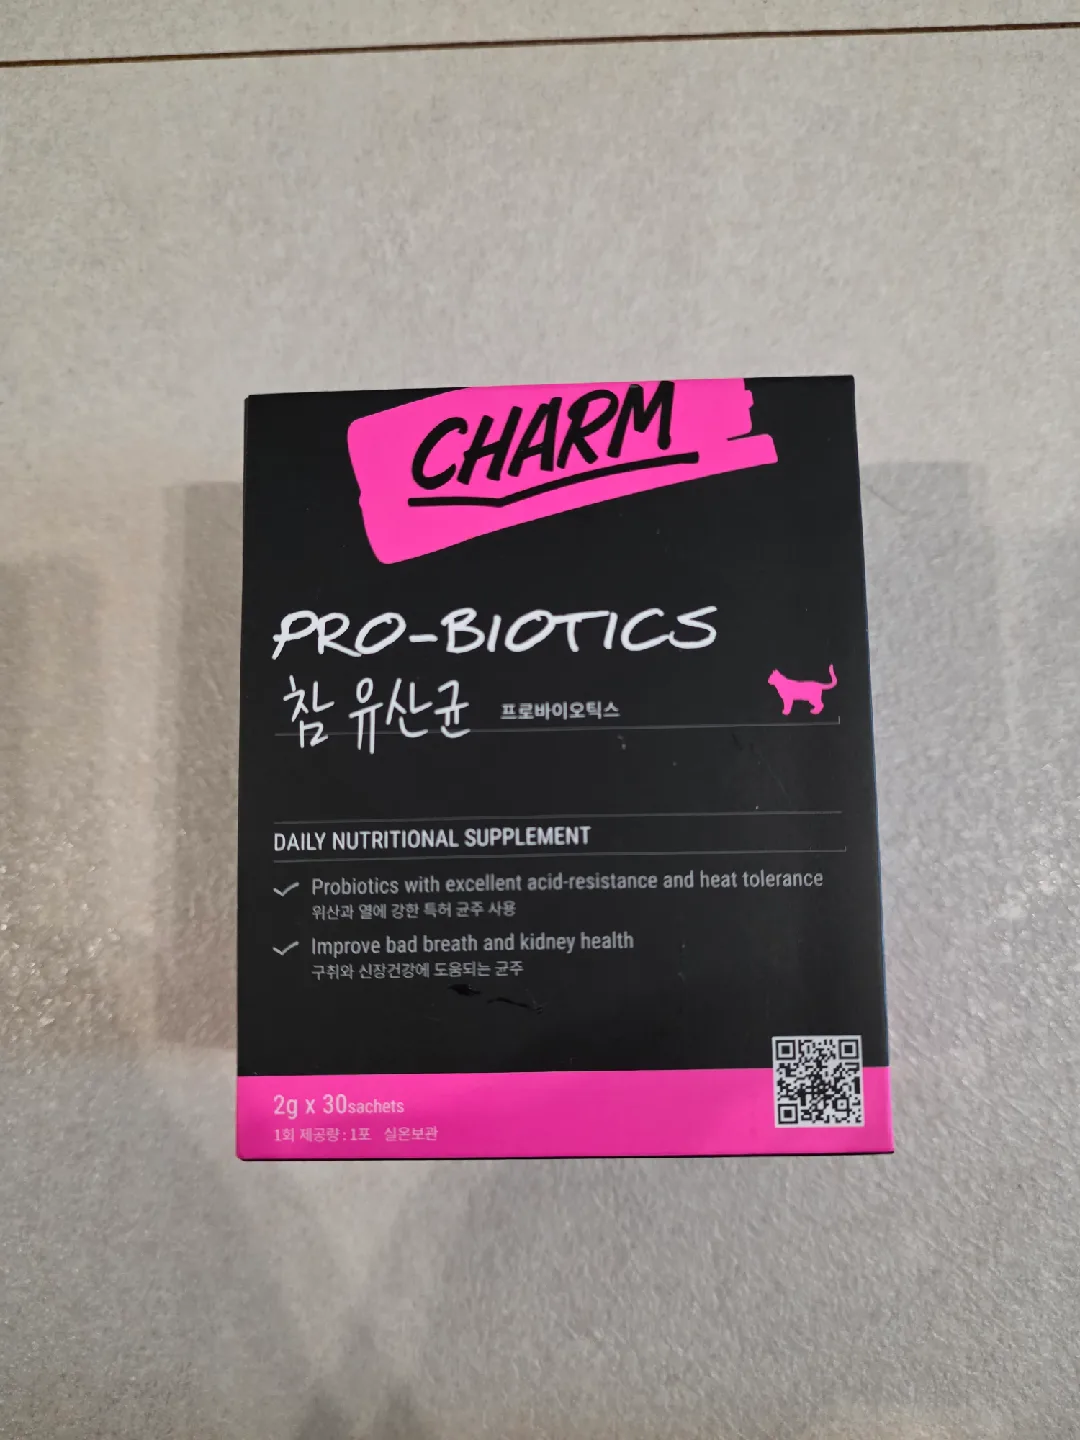 CHARM
PRO-BIOTICS
참 유산균 프로바이오틱스
DAILY NUTRITIONAL SUPPLEMENT
Probiotics with excellent acid-resistance and heat tolerance
위산과 열에 강한 특허 균주 사용
Improve bad breath and kidney health
구취와 신장건강에 도움되는 균주
2g x 30sachets
1회 제공량 : 1포 실온보관